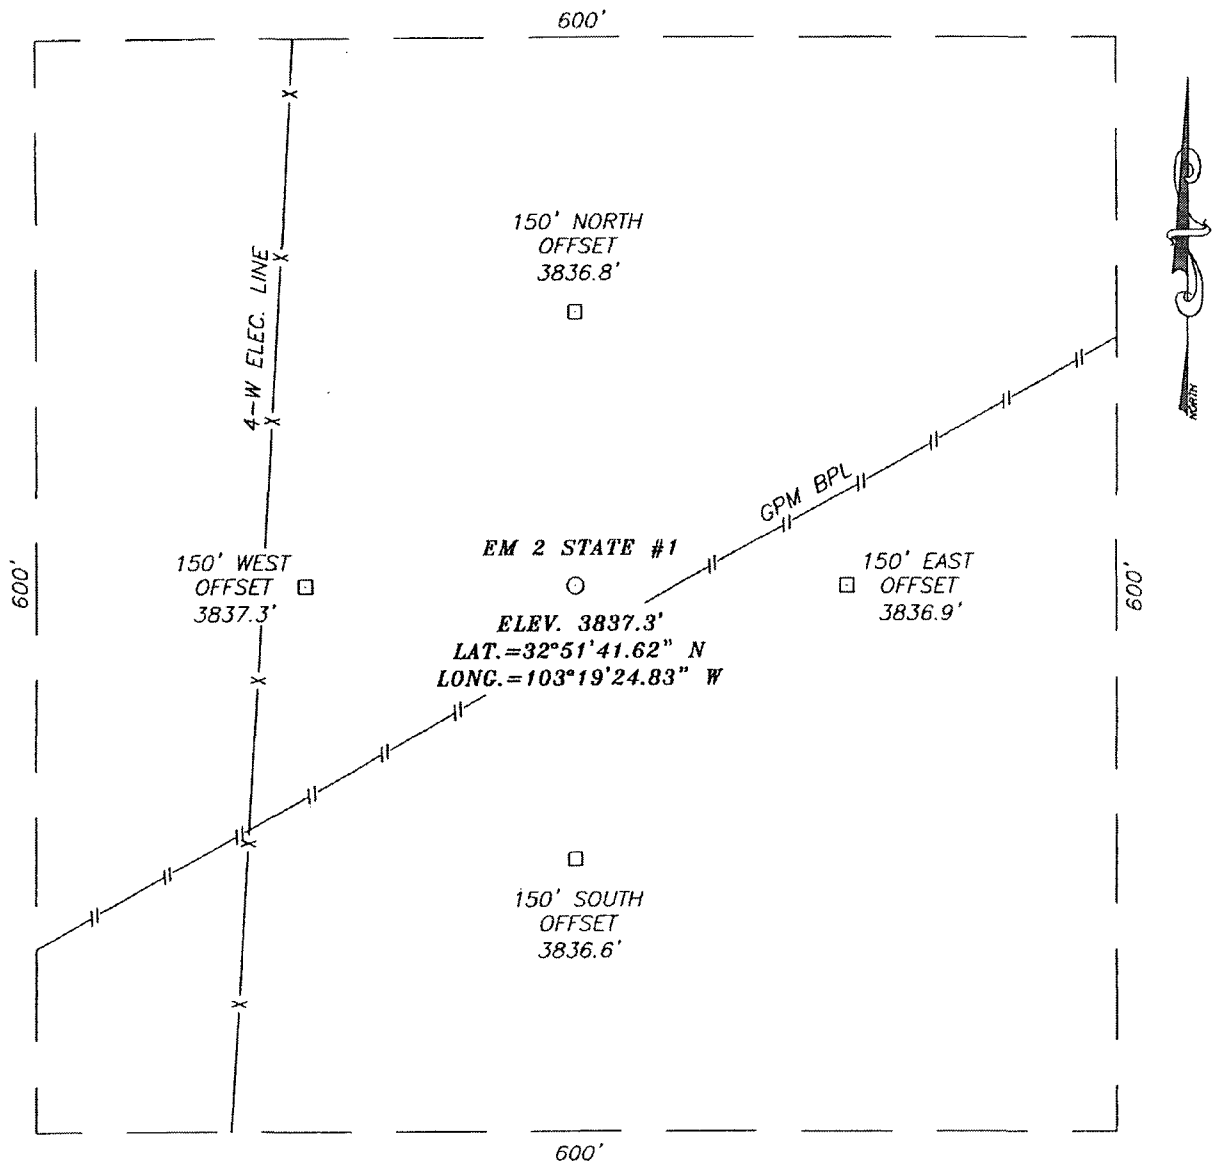 600'
150' NORTH
OFFSET
3836.8'
NORTH
4-W ELEC. LINE
GPM BPL
600'
150' WEST
OFFSET
3837.3'
EM 2 STATE #1
ELEV. 3837.3'
LAT.=32°51'41.62" N
LONG.=103°19'24.83" W
150' EAST
OFFSET
3836.9'
600'
150' SOUTH
OFFSET
3836.6'
600'